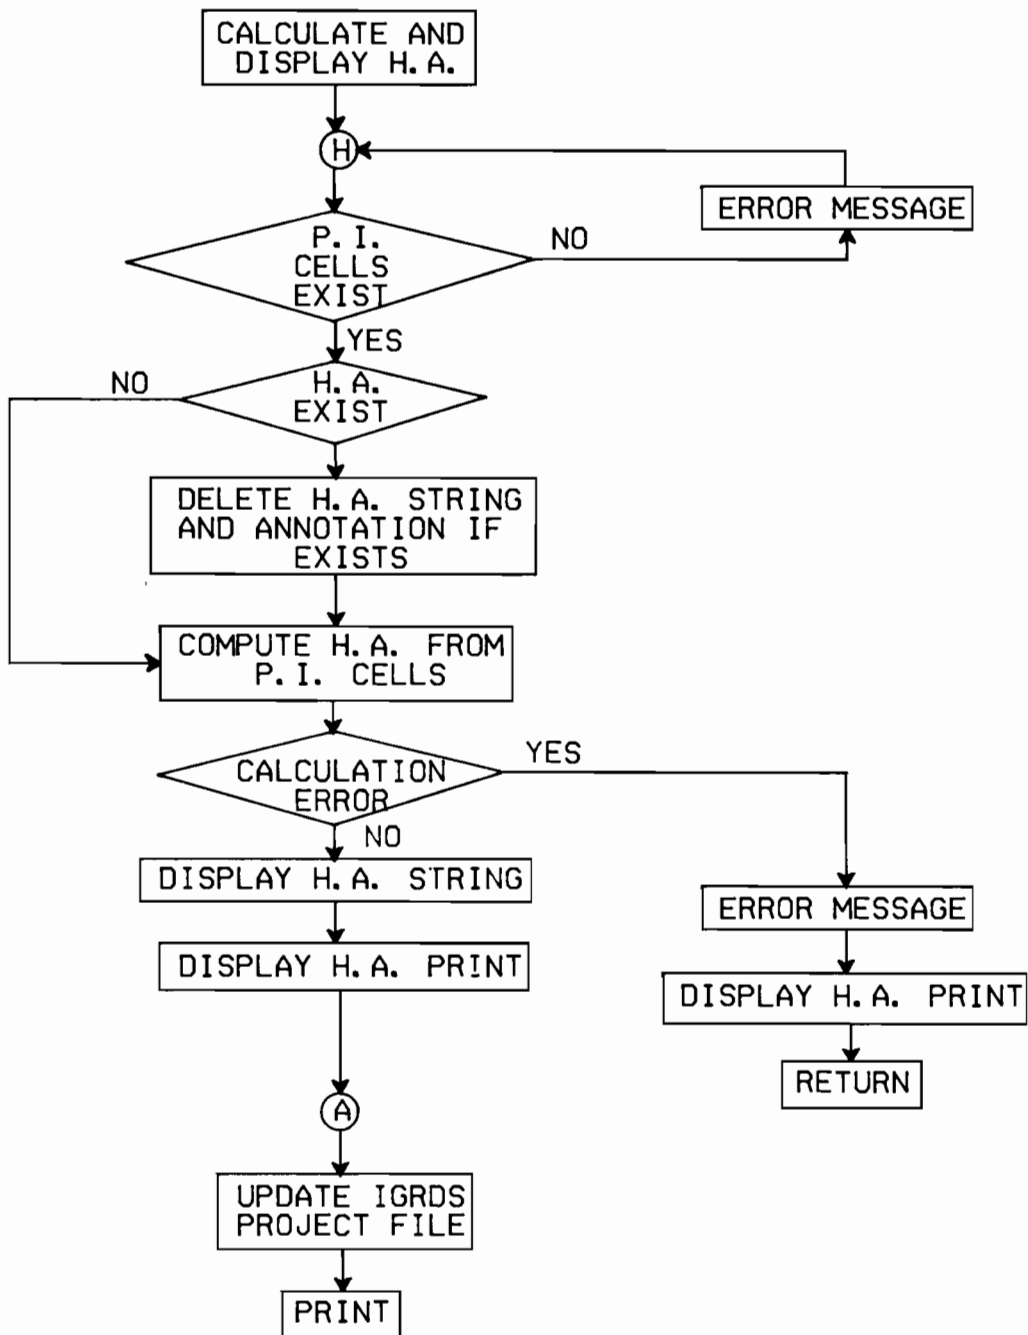 CALCULATE AND
DISPLAY H.A.
H
ERROR MESSAGE
P.I.
CELLS
EXIST
NO
YES
NO
H.A.
EXIST
DELETE H.A. STRING
AND ANNOTATION IF
EXISTS
COMPUTE H.A. FROM
P.I. CELLS
YES
CALCULATION
ERROR
NO
DISPLAY H.A. STRING
ERROR MESSAGE
DISPLAY H.A. PRINT
DISPLAY H.A. PRINT
RETURN
A
UPDATE IGRDS
PROJECT FILE
PRINT